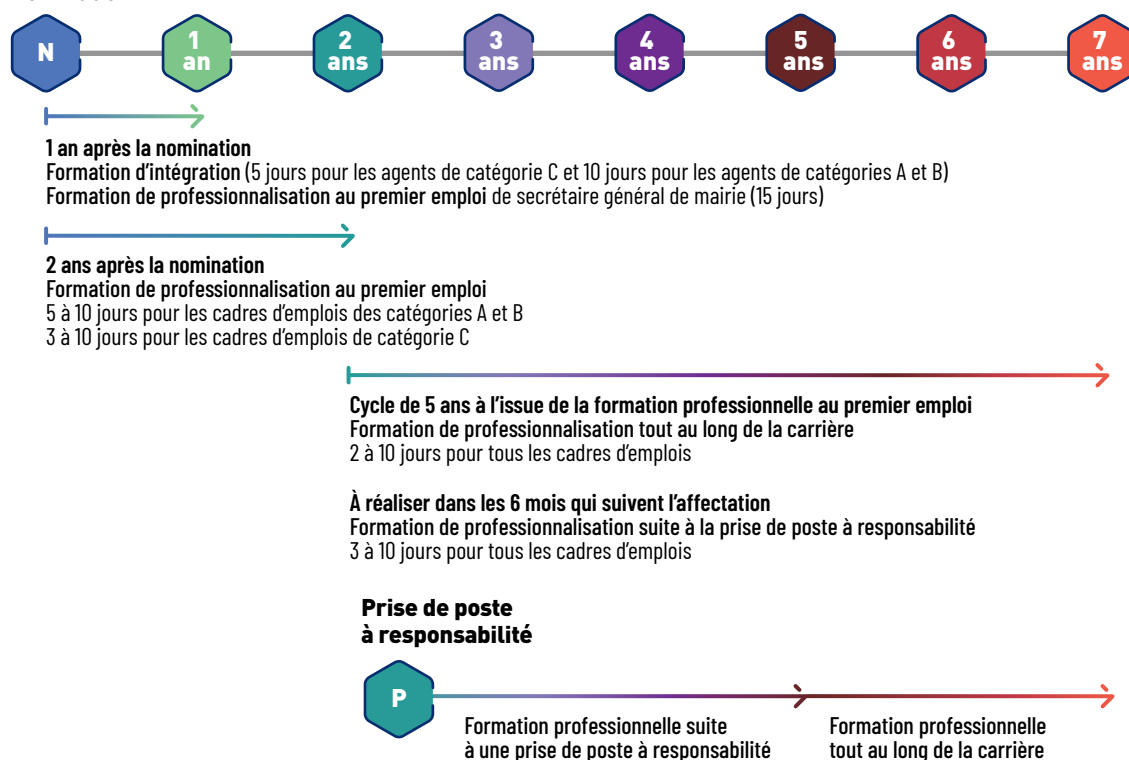 N
1
an
2
ans
3
ans
4
ans
5
ans
6
ans
7
ans
1 an après la nomination
Formation d'intégration (5 jours pour les agents de catégorie C et 10 jours pour les agents de catégories A et B)
Formation de professionnalisation au premier emploi de secrétaire général de mairie (15 jours)
2 ans après la nomination
Formation de professionnalisation au premier emploi
5 à 10 jours pour les cadres d'emplois des catégories A et B
3 à 10 jours pour les cadres d'emplois de catégorie C
Cycle de 5 ans à l'issue de la formation professionnelle au premier emploi
Formation de professionnalisation tout au long de la carrière
2 à 10 jours pour tous les cadres d'emplois
À réaliser dans les 6 mois qui suivent l'affectation
Formation de professionnalisation suite à la prise de poste à responsabilité
3 à 10 jours pour tous les cadres d'emplois
Prise de poste
à responsabilité
P
Formation professionnelle suite
à une prise de poste à responsabilité
Formation professionnelle
tout au long de la carrière